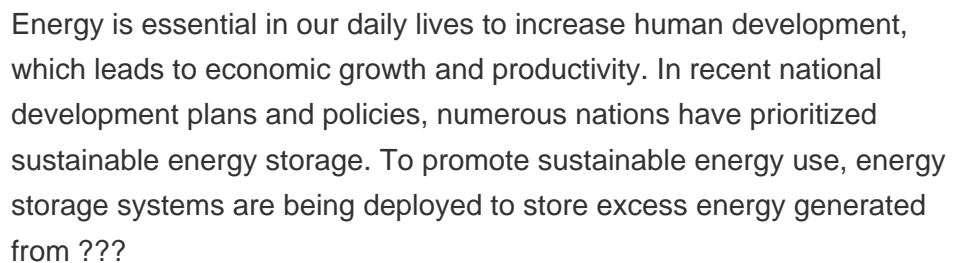 Energy is essential in our daily lives to increase human development,
which leads to economic growth and productivity. In recent national
development plans and policies, numerous nations have prioritized
sustainable energy storage. To promote sustainable energy use, energy
storage systems are being deployed to store excess energy generated
from ???